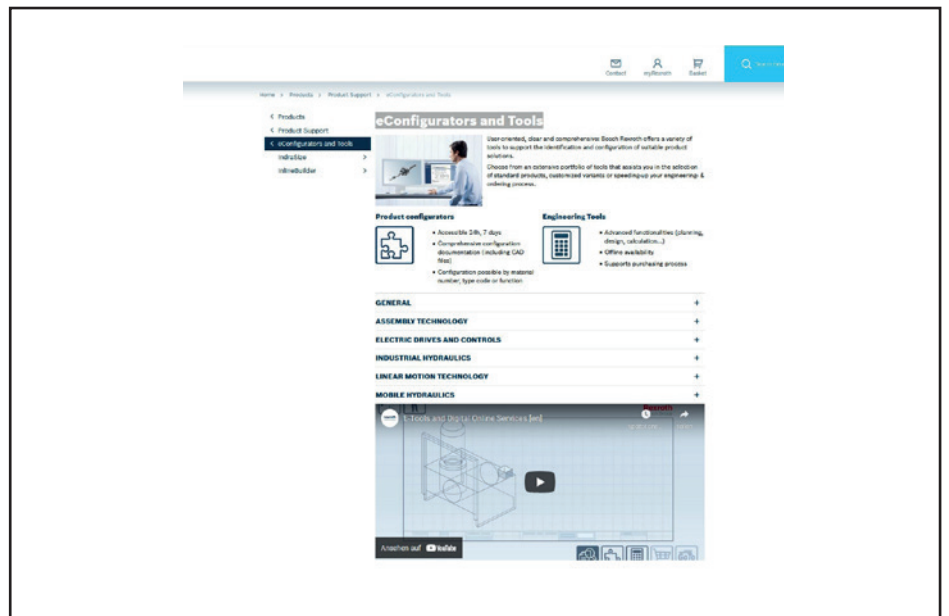 Contact myRexroth Basket
Home > Products > Product Support > eConfigurators and Tools
< Products
< Product Support
< eConfigurators and Tools
IndraSize >
InlineBuilder >
eConfigurators and Tools
User-oriented, clear and comprehensive: Bosch Rexroth offers a variety of
tools to support the identification and configuration of suitable product
solutions.
Choose from an extensive portfolio of tools that assists you in the selection
of standard products, customized variants or speeding-up your engineering- &
ordering process.
Product configurators
• Accessible 24h, 7 days
• Comprehensive configuration
documentation (including CAD
files)
• Configuration possible by material
number, type code or function
Engineering Tools
• Advanced functionalities (planning,
design, calculation...)
• Offline availability
• Supports purchasing process
GENERAL +
ASSEMBLY TECHNOLOGY +
ELECTRIC DRIVES AND CONTROLS +
INDUSTRIAL HYDRAULICS +
LINEAR MOTION TECHNOLOGY +
MOBILE HYDRAULICS +
Rexroth
E-Tools and Digital Online Services [en]
Ansehen auf YouTube